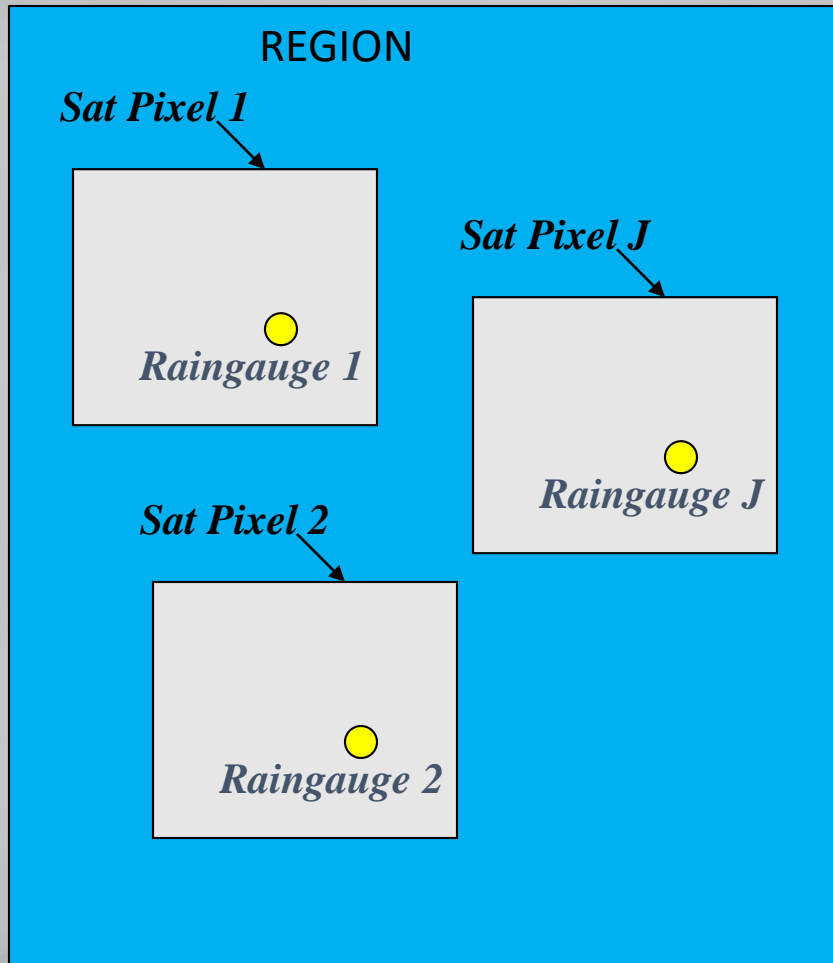 REGION
Sat Pixel 1
Raingauge 1
Sat Pixel J
Raingauge J
Sat Pixel 2
Raingauge 2